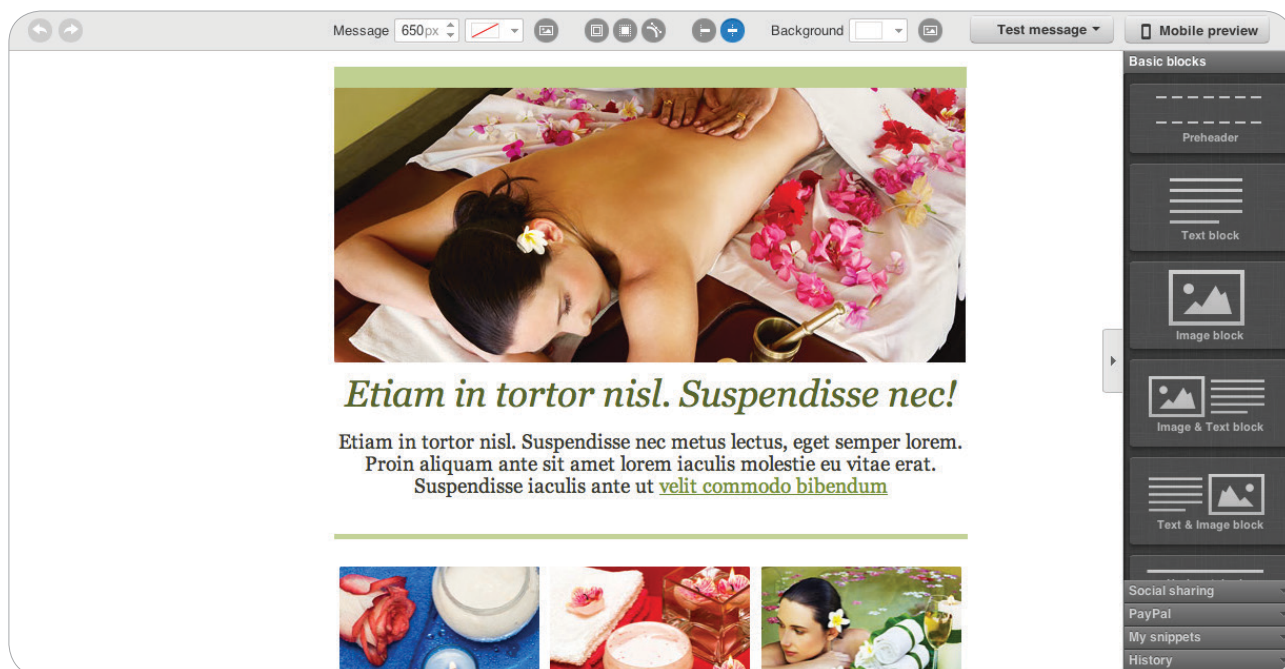 Message 650px Background Test message Mobile preview
Basic blocks
Preheader
Text block
Image block
Etiam in tortor nisl. Suspendisse nec!
Image & Text block
Etiam in tortor nisl. Suspendisse nec metus lectus, eget semper lorem.
Proin aliquam ante sit amet lorem iaculis molestie eu vitae erat.
Suspendisse iaculis ante ut velit commodo bibendum
Text & Image block
Social sharing
PayPal
My snippets
History